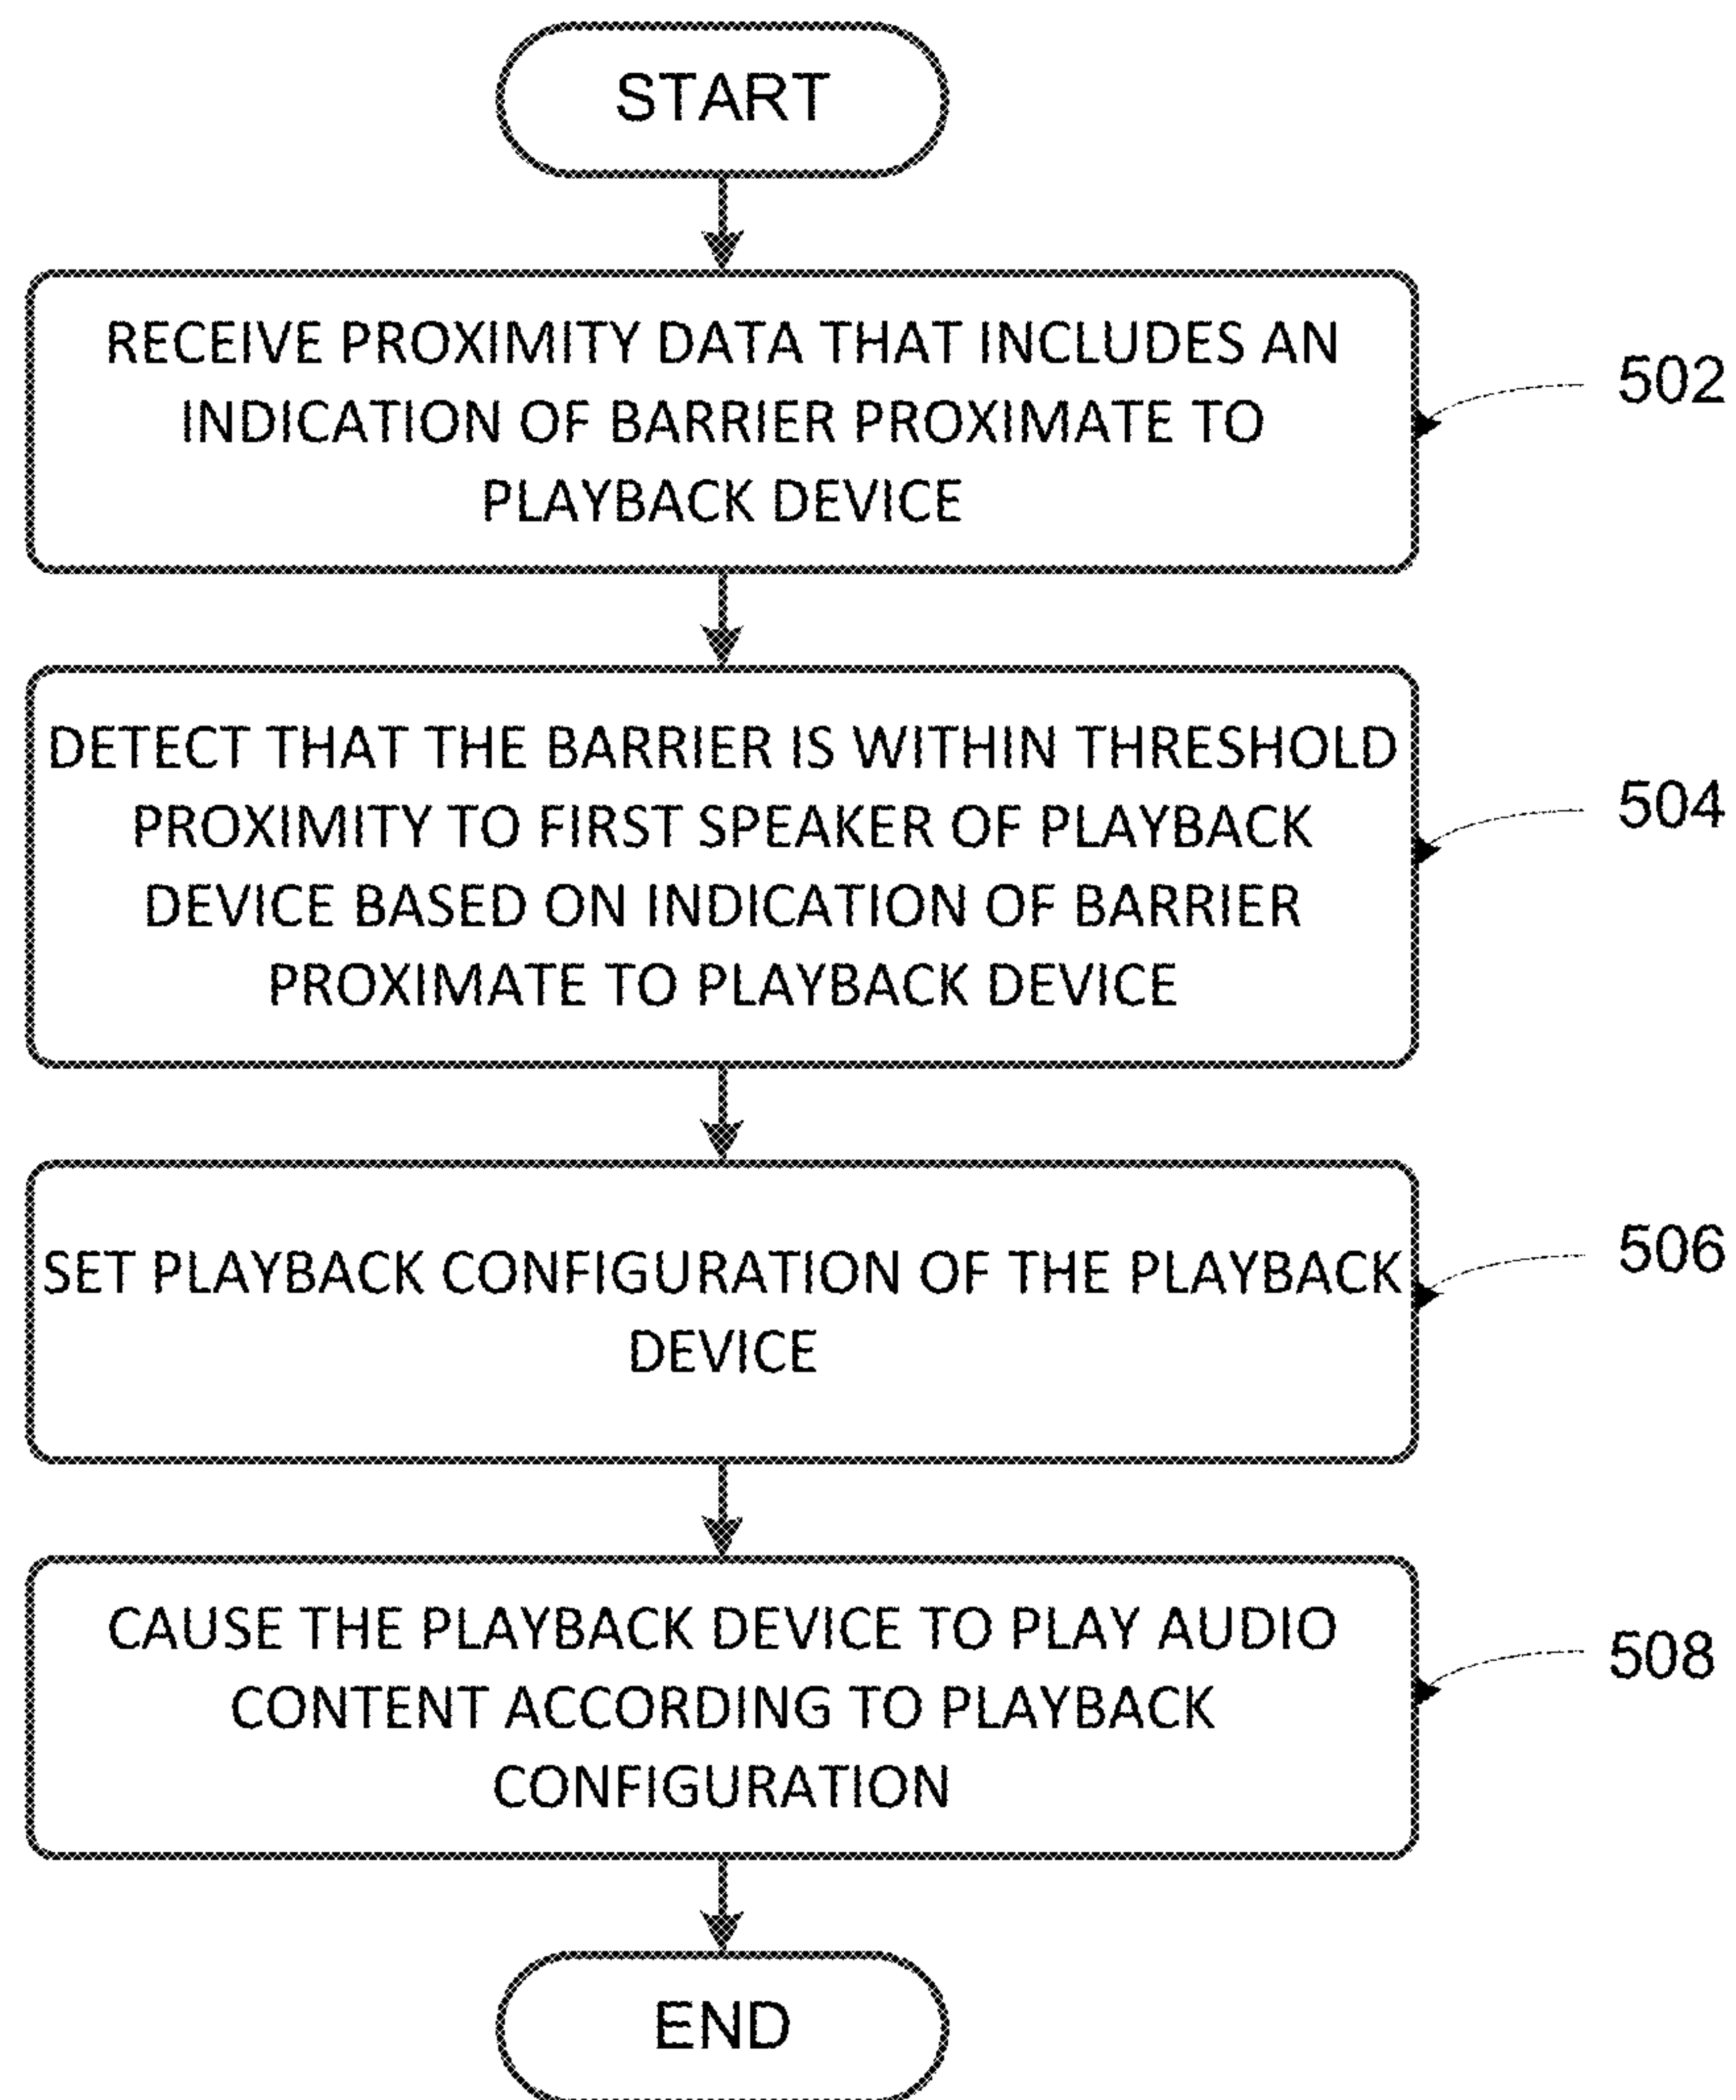 START
RECEIVE PROXIMITY DATA THAT INCLUDES AN
INDICATION OF BARRIER PROXIMATE TO
PLAYBACK DEVICE
502
DETECT THAT THE BARRIER IS WITHIN THRESHOLD
PROXIMITY TO FIRST SPEAKER OF PLAYBACK
DEVICE BASED ON INDICATION OF BARRIER
PROXIMATE TO PLAYBACK DEVICE
504
SET PLAYBACK CONFIGURATION OF THE PLAYBACK
DEVICE
506
CAUSE THE PLAYBACK DEVICE TO PLAY AUDIO
CONTENT ACCORDING TO PLAYBACK
CONFIGURATION
508
END